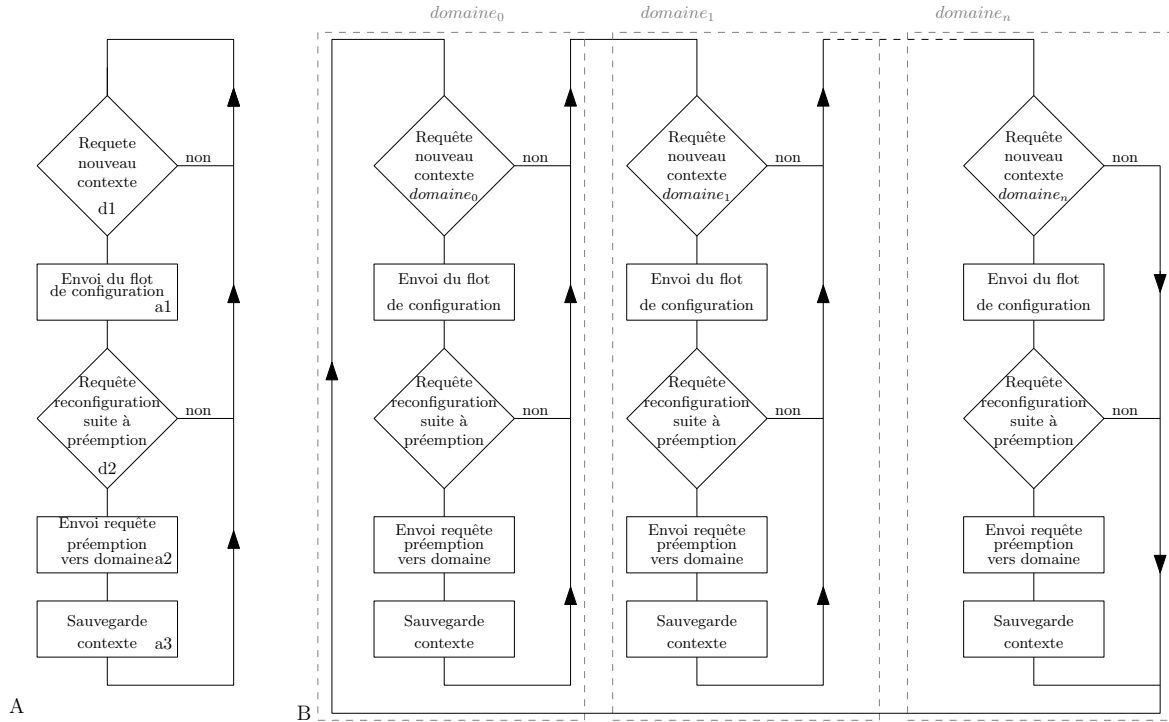 domaine0
domaine1
domainen
Requete
nouveau
contexte
d1
non
Envoi du flot
de configuration
a1
Requête
reconfiguration
suite à
préemption
d2
non
Envoi requête
préemption
vers domaine
a2
Sauvegarde
contexte
a3
A
Requête
nouveau
contexte
domaine0
non
Envoi du flot
de configuration
Requête
reconfiguration
suite à
préemption
non
Envoi requête
préemption
vers domaine
Sauvegarde
contexte
Requête
nouveau
contexte
domaine1
non
Envoi du flot
de configuration
Requête
reconfiguration
suite à
préemption
non
Envoi requête
préemption
vers domaine
Sauvegarde
contexte
Requête
nouveau
contexte
domainen
non
Envoi du flot
de configuration
Requête
reconfiguration
suite à
préemption
non
Envoi requête
préemption
vers domaine
Sauvegarde
contexte
B